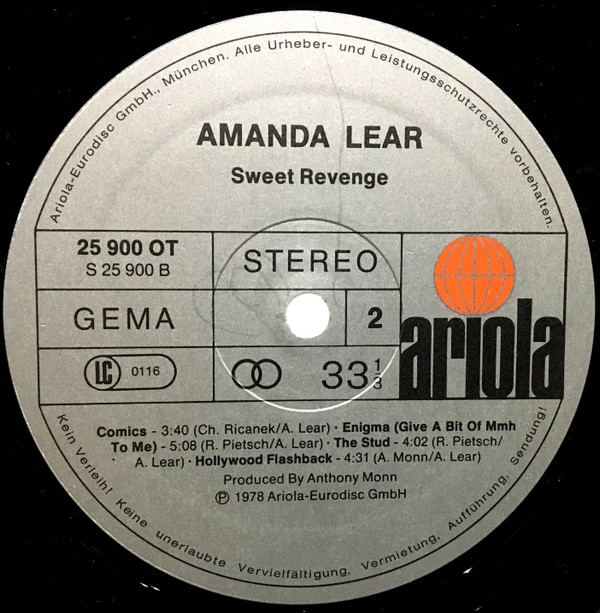 Ariola-Eurodisc GmbH., München. Alle Urheber- und Leistungsschutzrechte vorbehalten.
AMANDA LEAR
Sweet Revenge
25 900 OT
S 25 900 B
STEREO
GEMA
2
LC 0116
33 1/3
ariola
Comics - 3:40 (Ch. Ricanek/A. Lear) · Enigma (Give A Bit Of Mmh
To Me) - 5:08 (R. Pietsch/A. Lear) · The Stud - 4:02 (R. Pietsch/
A. Lear) · Hollywood Flashback - 4:31 (A. Monn/A. Lear)
Produced By Anthony Monn
Ⓟ 1978 Ariola-Eurodisc GmbH
Kein Verleih! Keine unerlaubte Vervielfältigung, Vermietung, Aufführung, Sendung!